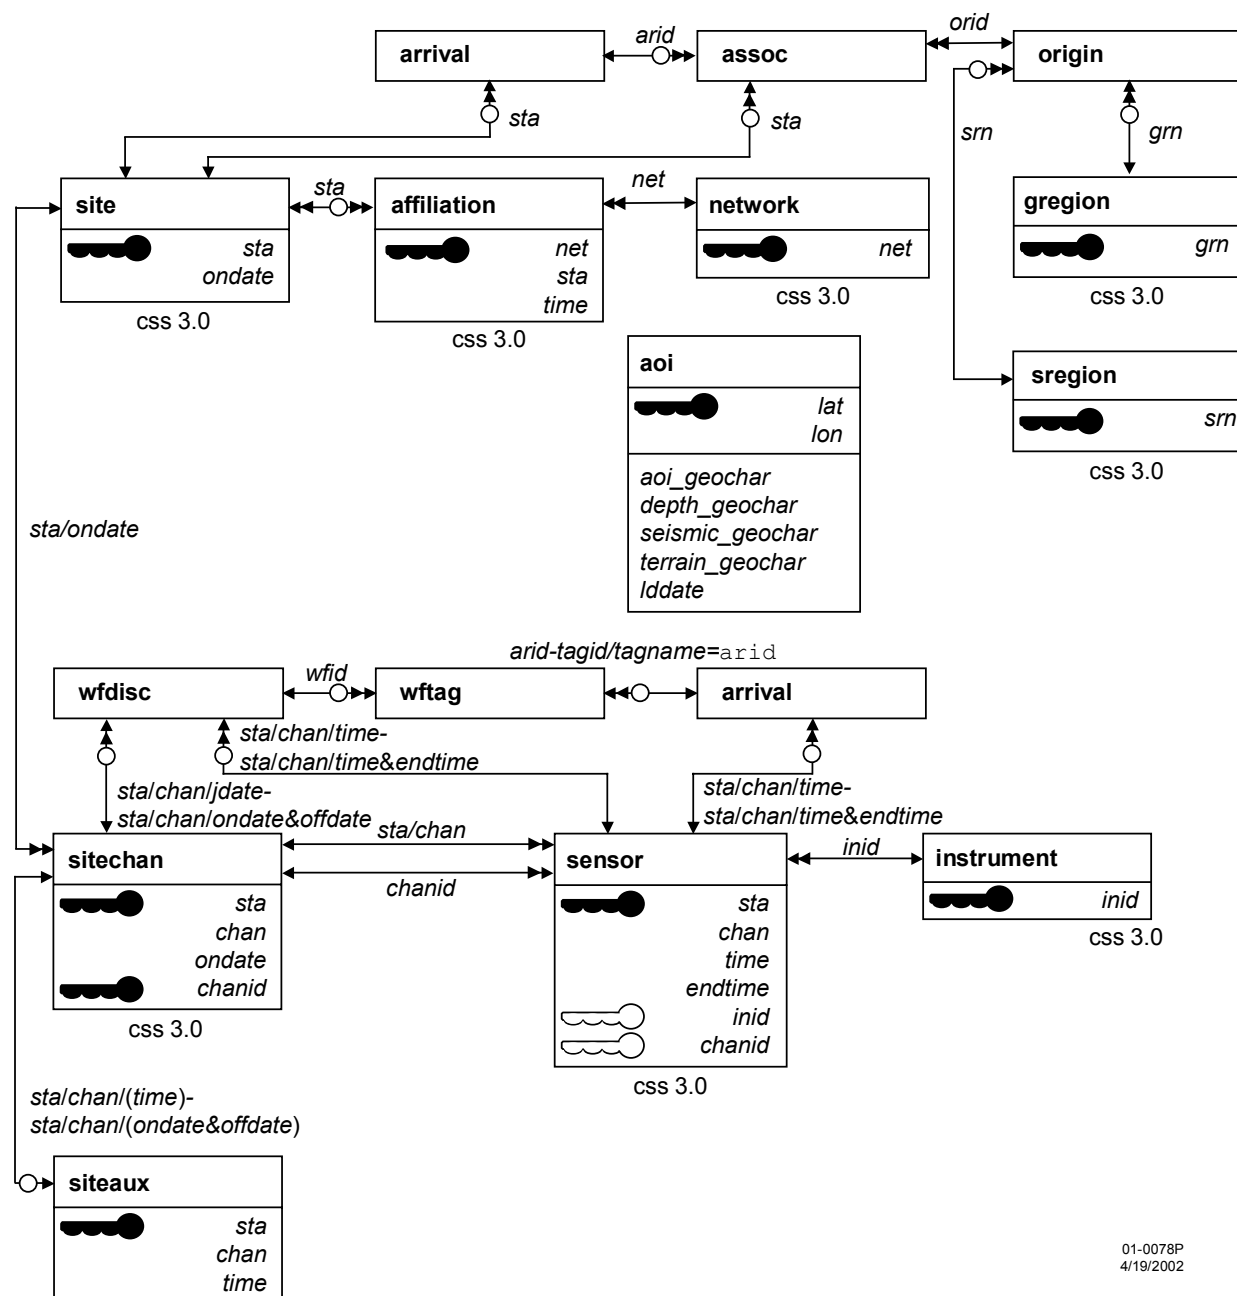 arrival
arid
assoc
orid
origin
sta
sta
srn
grn
site
sta
ondate
css 3.0
sta
affiliation
net
sta
time
css 3.0
net
network
net
css 3.0
gregion
grn
css 3.0
aoi
lat
lon
aoi_geochar
depth_geochar
seismic_geochar
terrain_geochar
lddate
sregion
srn
css 3.0
sta/ondate
arid-tagid/tagname=arid
wfdisc
wfid
wftag
arrival
sta/chan/time-
sta/chan/time&endtime
sta/chan/jdate-
sta/chan/ondate&offdate
sta/chan/time-
sta/chan/time&endtime
sta/chan
chanid
sitechan
sta
chan
ondate
chanid
css 3.0
sensor
sta
chan
time
endtime
inid
chanid
css 3.0
inid
instrument
inid
css 3.0
sta/chan/(time)-
sta/chan/(ondate&offdate)
siteaux
sta
chan
time
01-0078P
4/19/2002